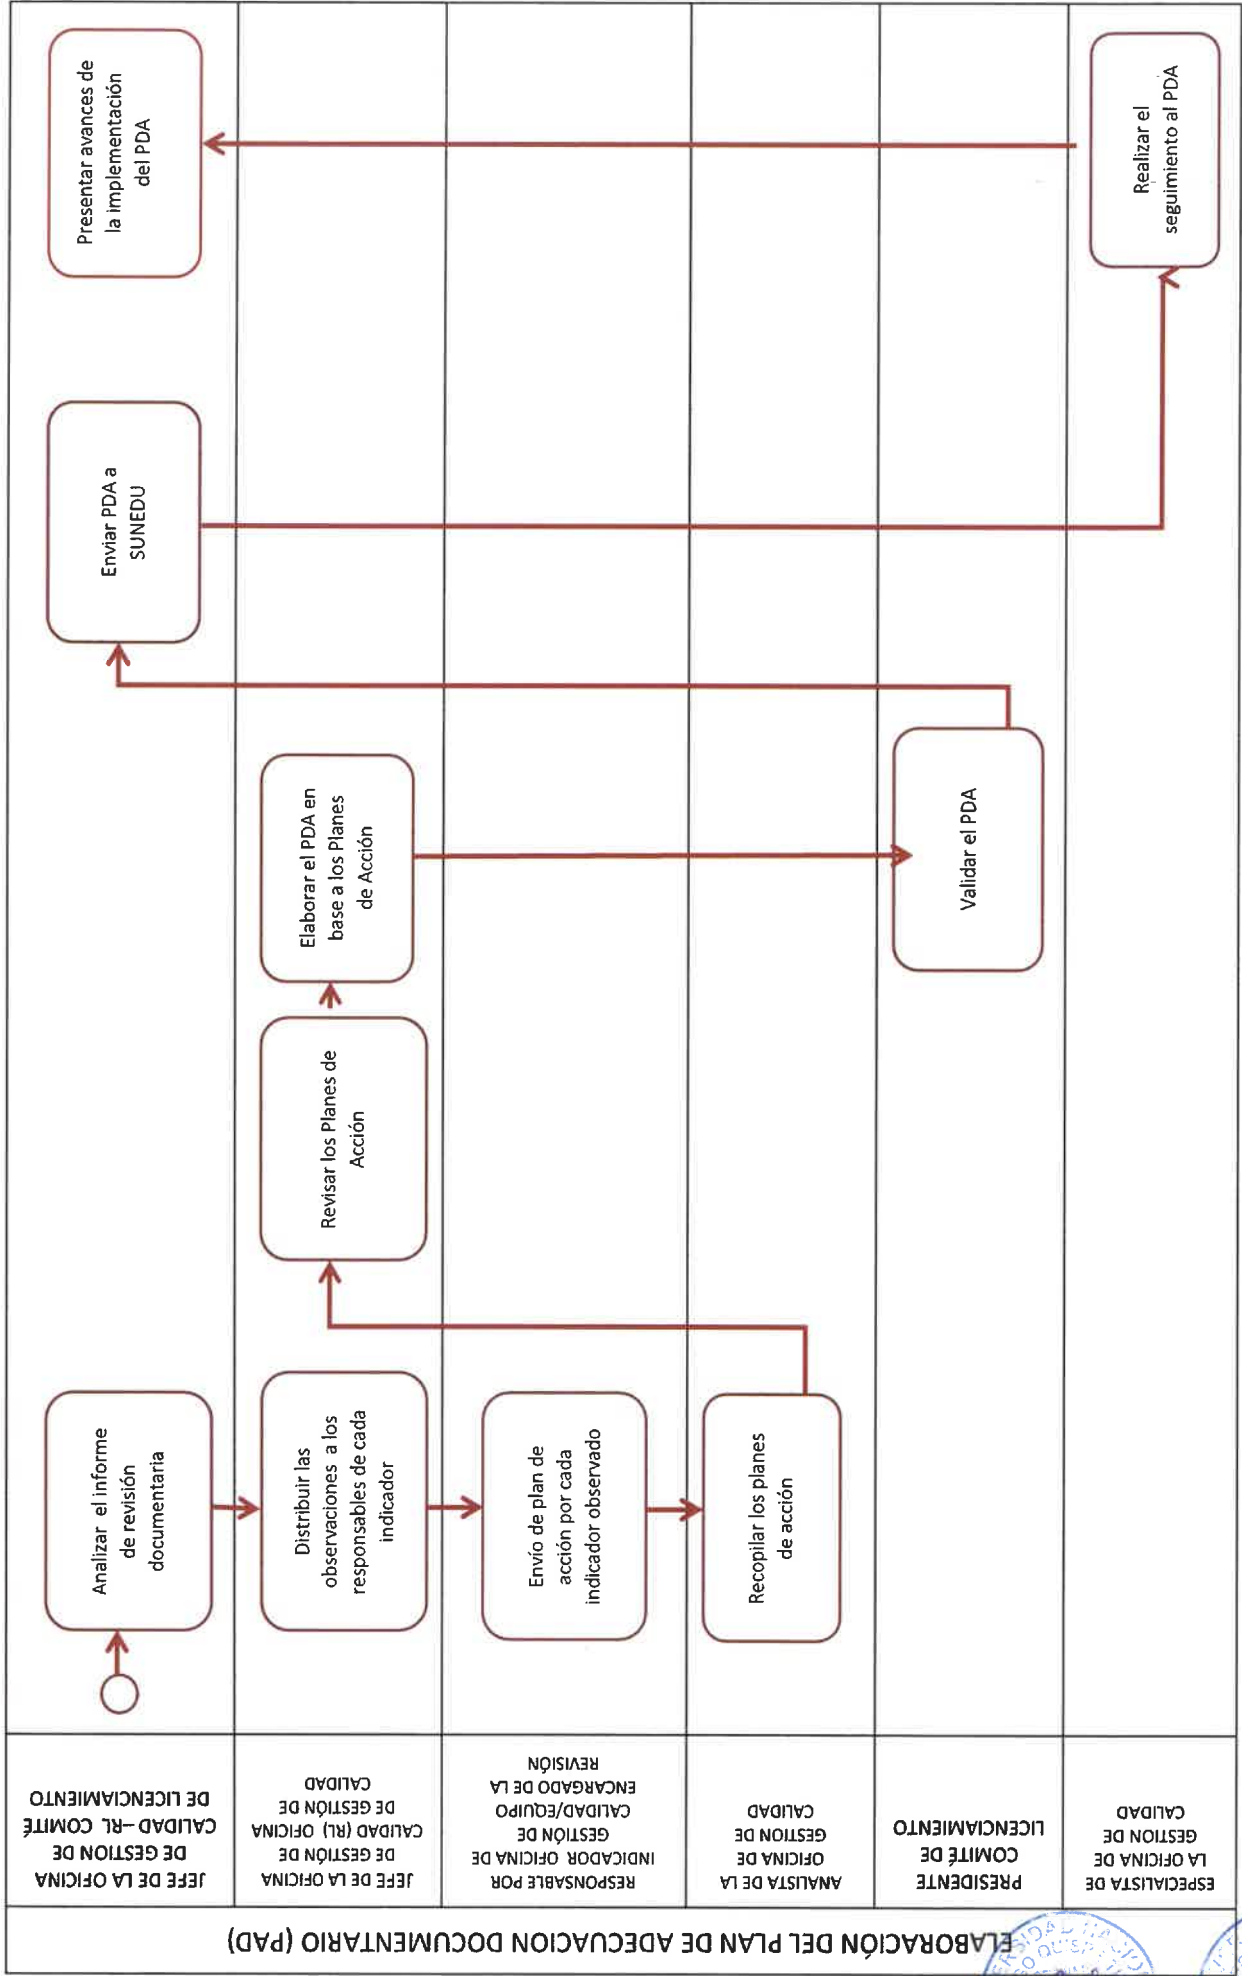 ELABORACIÓN DEL PLAN DE ADECUACION DOCUMENTARIO (PAD)
JEFE DE LA OFICINA
DE GESTION DE
CALIDAD –RL COMITÉ
DE LICENCIAMIENTO
Analizar el informe
de revisión
documentaria
Enviar PDA a
SUNEDU
Presentar avances de
la implementación
del PDA
JEFE DE LA OFICINA
DE GESTIÓN DE
CALIDAD (RL) OFICINA
DE GESTIÓN DE
CALIDAD
Distribuir las
observaciones a los
responsables de cada
indicador
Revisar los Planes de
Acción
Elaborar el PDA en
base a los Planes
de Acción
RESPONSABLE POR
INDICADOR OFICINA DE
GESTIÓN DE
CALIDAD/EQUIPO
ENCARGADO DE LA
REVISIÓN
Envío de plan de
acción por cada
indicador observado
ANALISTA DE LA
OFICINA DE
GESTION DE
CALIDAD
Recopilar los planes
de acción
PRESIDENTE
COMITÉ DE
LICENCIAMIENTO
Validar el PDA
ESPECIALISTA DE
LA OFICINA DE
GESTION DE
CALIDAD
Realizar el
seguimiento al PDA